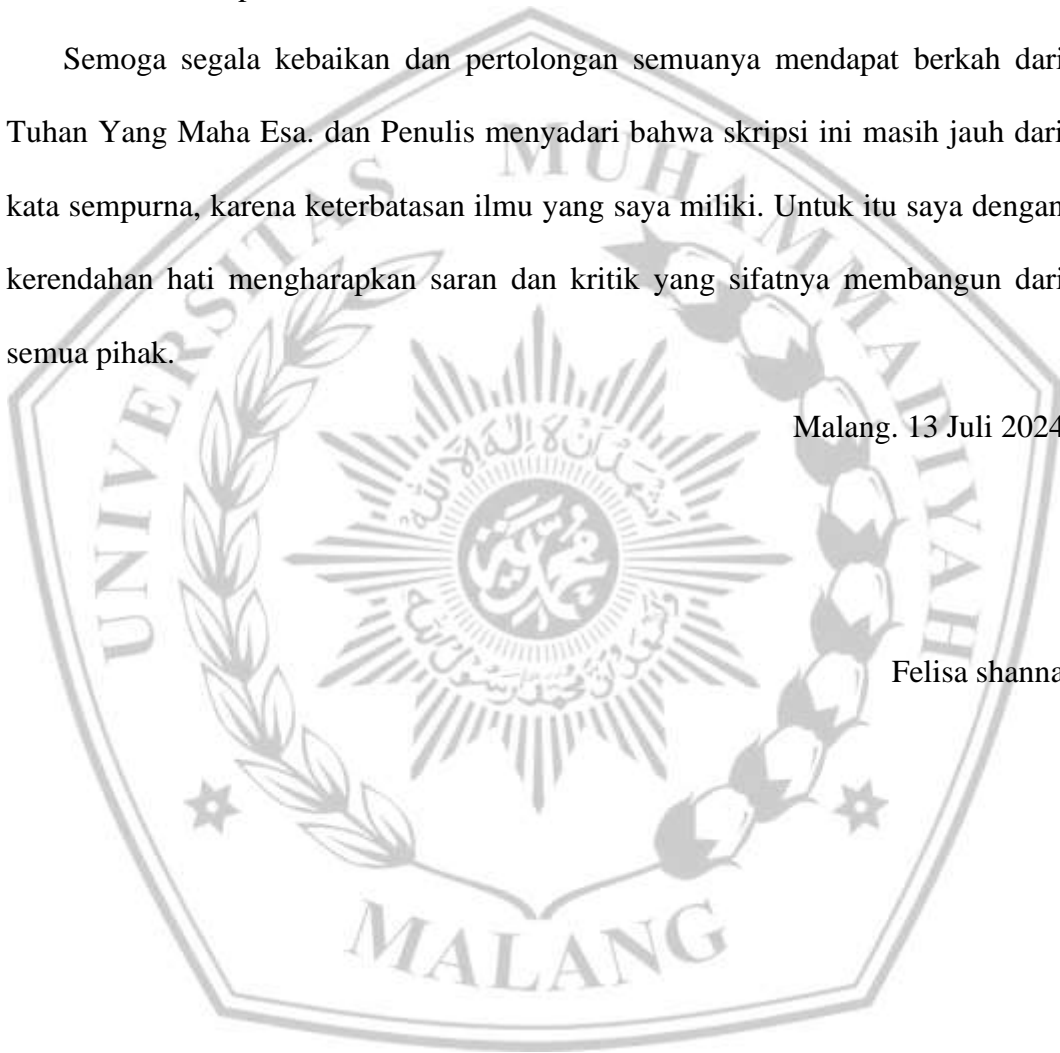 Semoga segala kebaikan dan pertolongan semuanya mendapat berkah dari
Tuhan Yang Maha Esa. dan Penulis menyadari bahwa skripsi ini masih jauh dari
kata sempurna, karena keterbatasan ilmu yang saya miliki. Untuk itu saya dengan
kerendahan hati mengharapkan saran dan kritik yang sifatnya membangun dari
semua pihak.
Malang. 13 Juli 2024
Felisa shanna
UNIVERSITAS MUHAMMADIYAH
MALANG